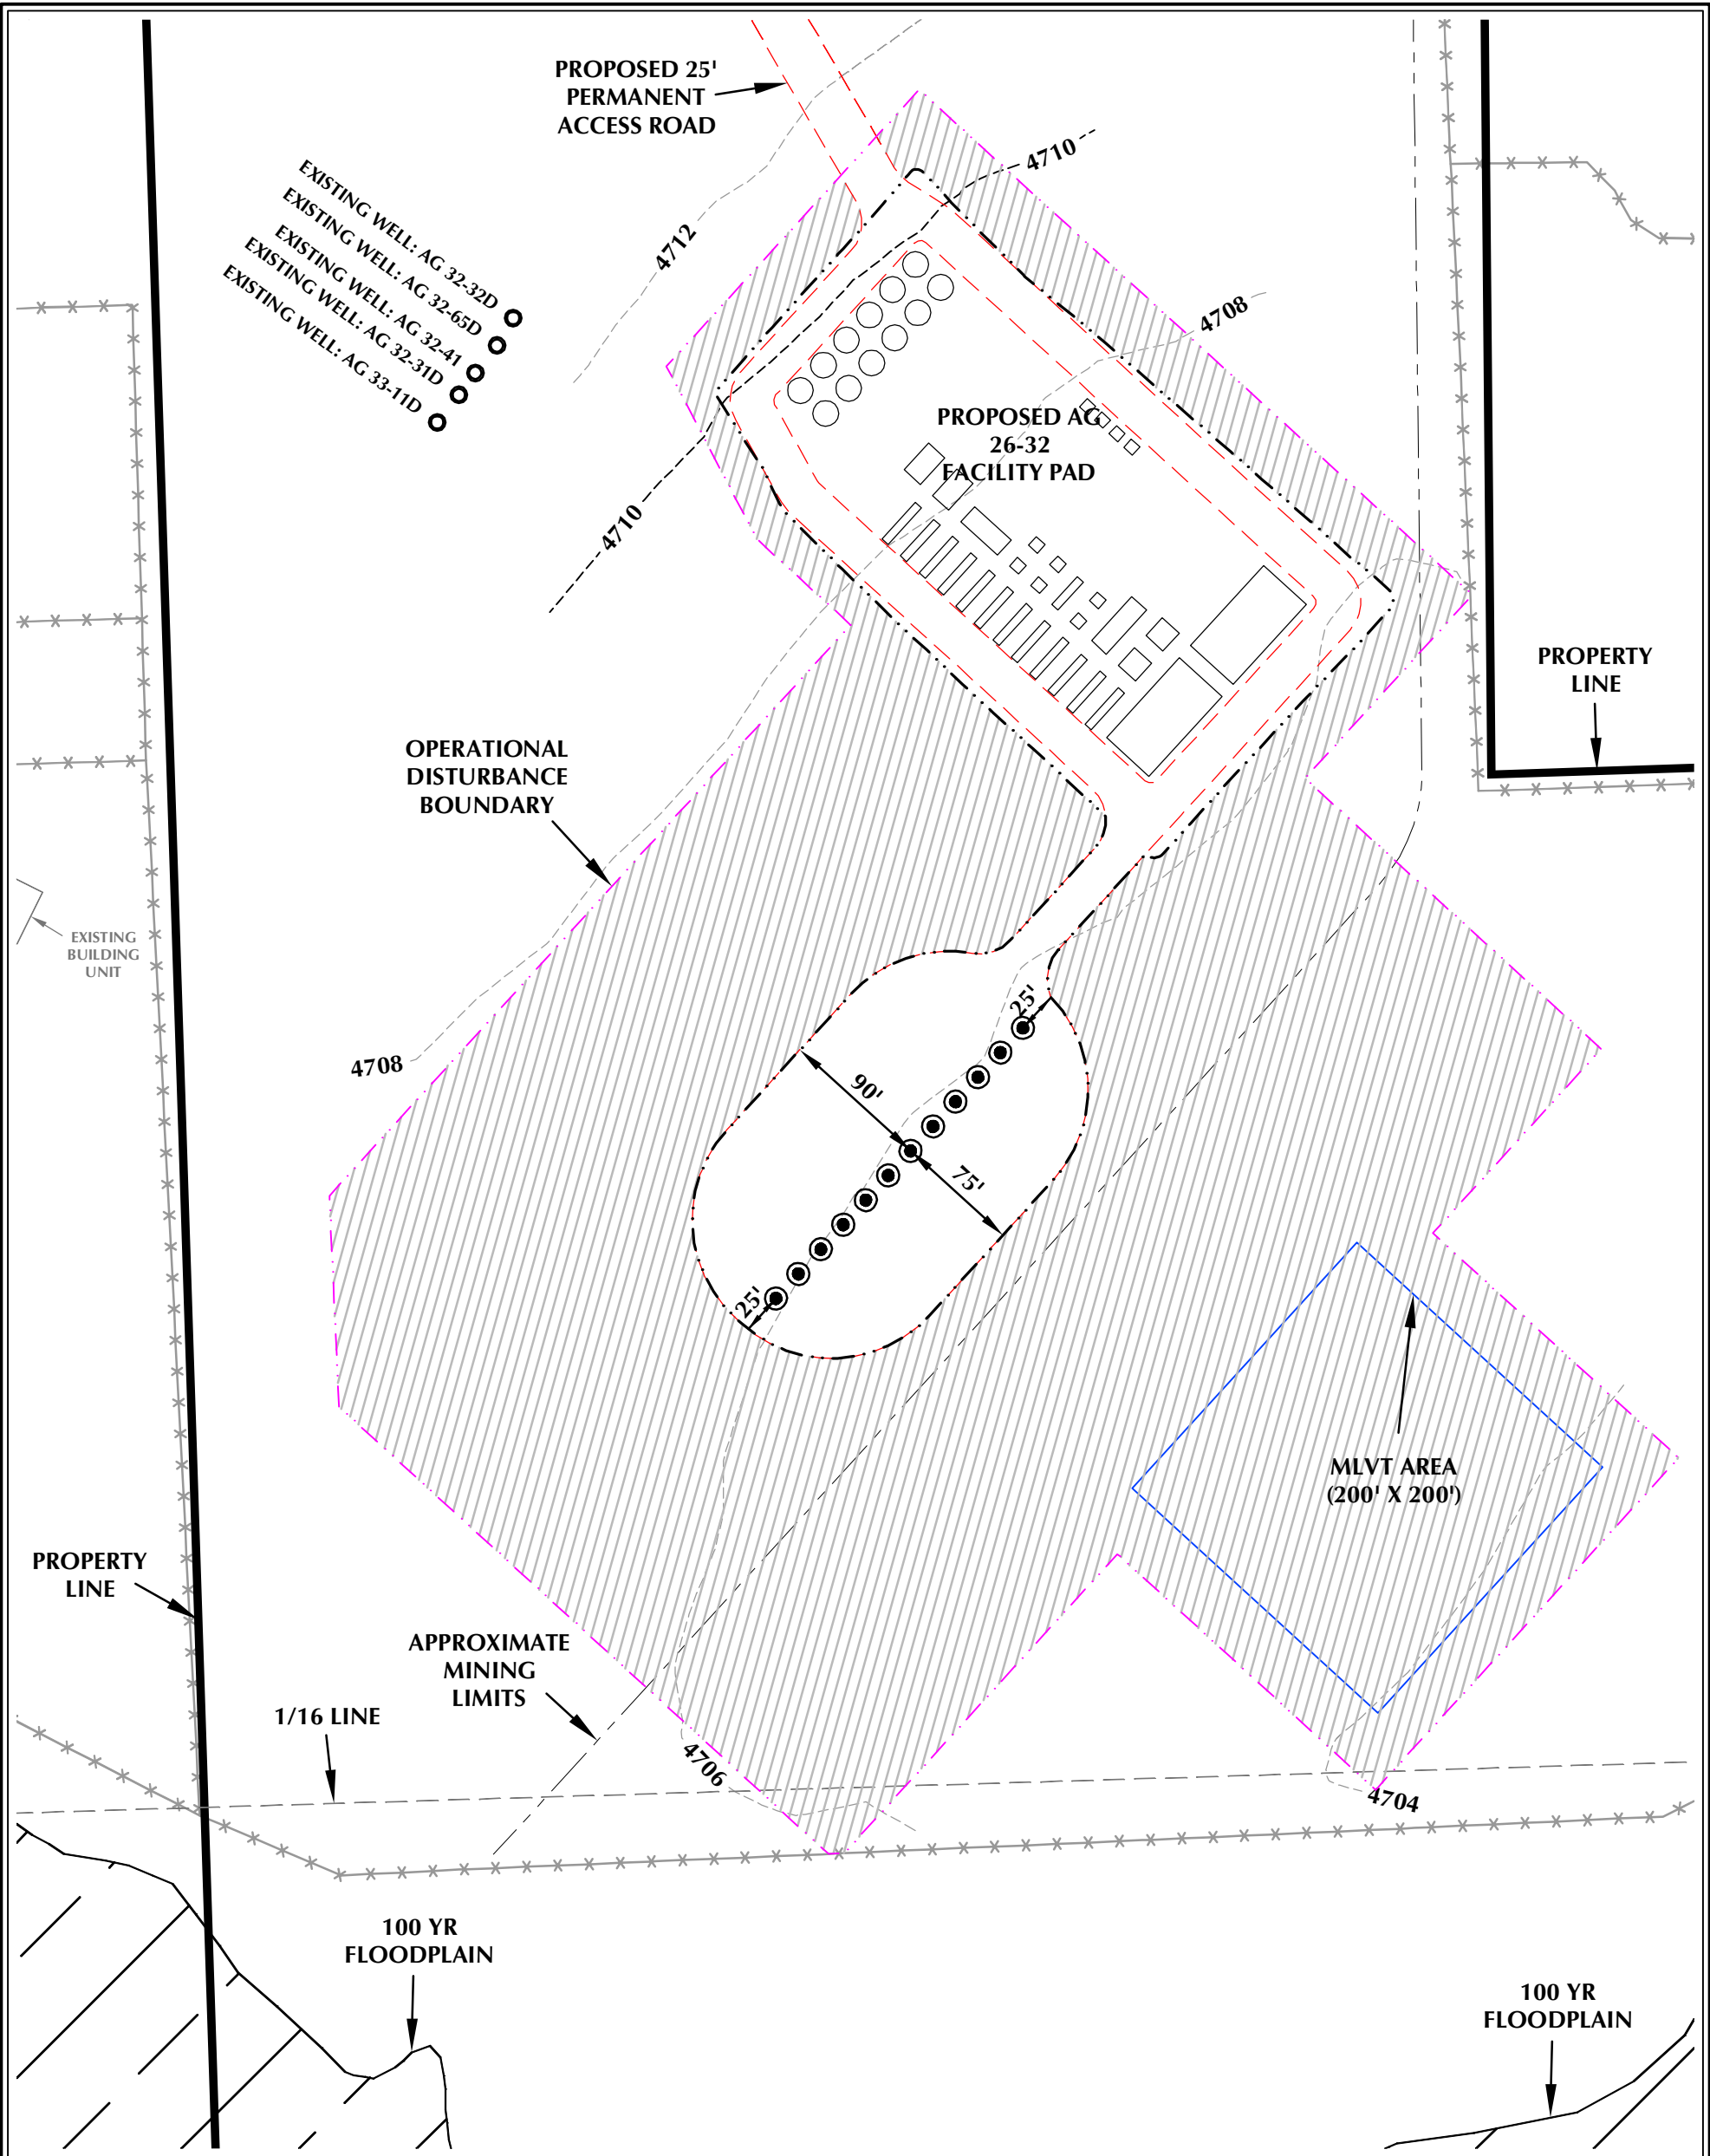 PROPOSED 25'
PERMANENT
ACCESS ROAD
4710
EXISTING WELL: AG 32-32D
EXISTING WELL: AG 32-65D
EXISTING WELL: AG 32-41
EXISTING WELL: AG 32-31D
EXISTING WELL: AG 33-11D
4712
4708
PROPOSED AG
26-32
FACILITY PAD
4710
PROPERTY
LINE
OPERATIONAL
DISTURBANCE
BOUNDARY
EXISTING
BUILDING
UNIT
25'
4708
90'
75'
25'
MLVT AREA
(200' X 200')
PROPERTY
LINE
APPROXIMATE
MINING
LIMITS
1/16 LINE
4706
4704
100 YR
FLOODPLAIN
100 YR
FLOODPLAIN